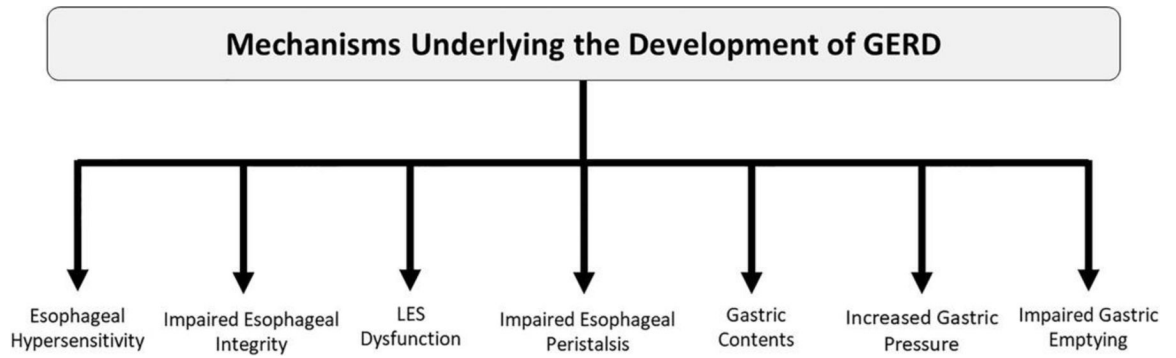 Mechanisms Underlying the Development of GERD
Esophageal
Hypersensitivity
Impaired Esophageal
Integrity
LES
Dysfunction
Impaired Esophageal
Peristalsis
Gastric
Contents
Increased Gastric
Pressure
Impaired Gastric
Emptying